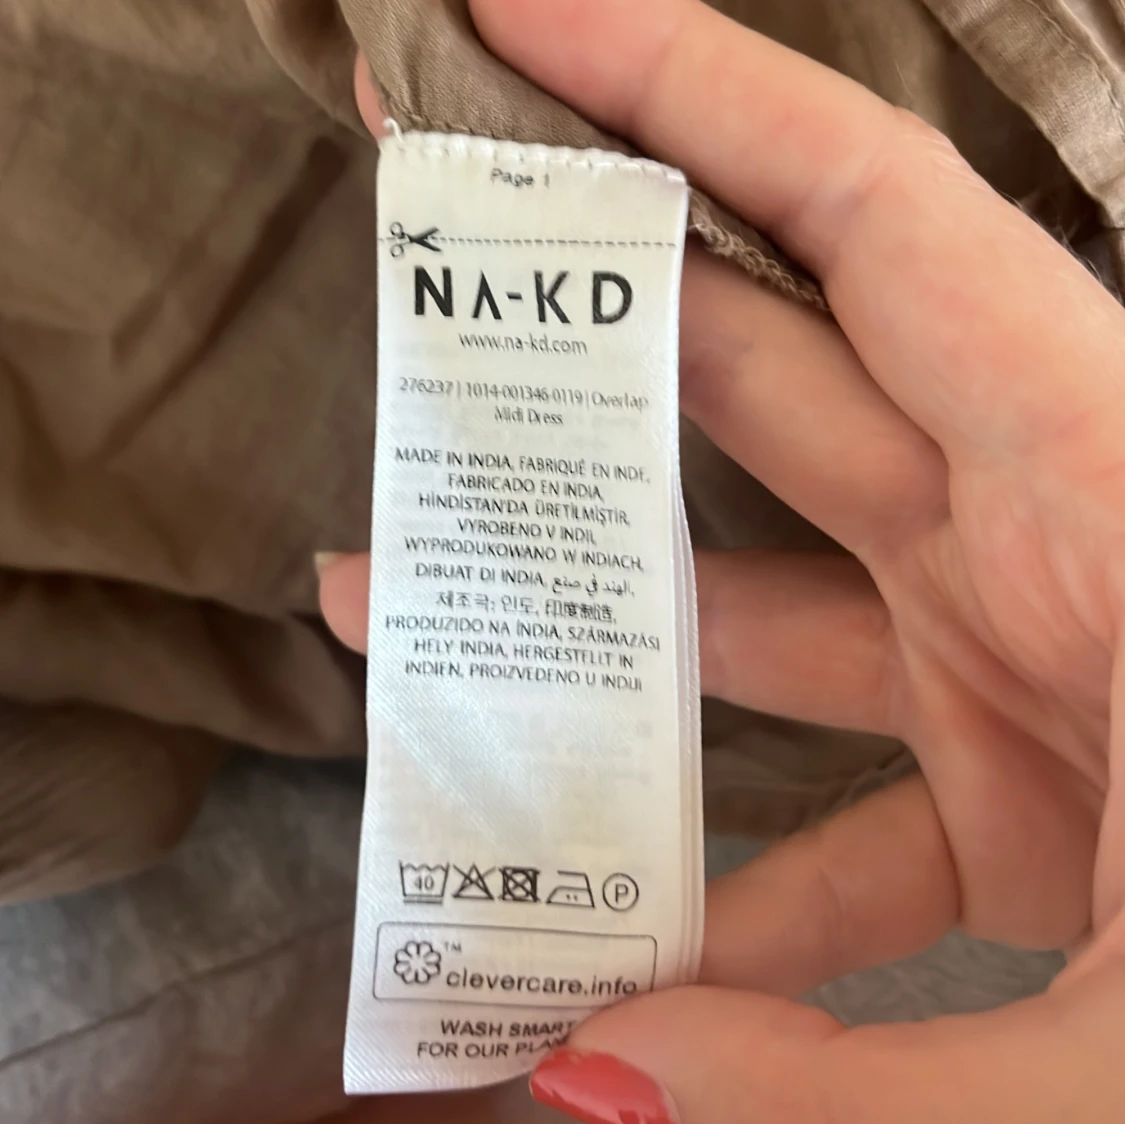 Page 1
NA-KD
www.na-kd.com
276237 | 1014-001346-0119 | Overlap
Midi Dress
MADE IN INDIA, FABRIQUÉ EN INDE,
FABRICADO EN INDIA,
HİNDİSTAN'DA ÜRETİLMİŞTİR,
VYROBENO V INDII,
WYPRODUKOWANO W INDIACH,
DIBUAT DI INDIA, الهند في صنع,
제조국: 인도, 印度制造,
PRODUZIDO NA ÍNDIA, SZÁRMAZÁSI
HELY INDIA, HERGESTELLT IN
INDIEN, PROIZVEDENO U INDIJI
40 P
TM
clevercare.info
WASH SMART
FOR OUR